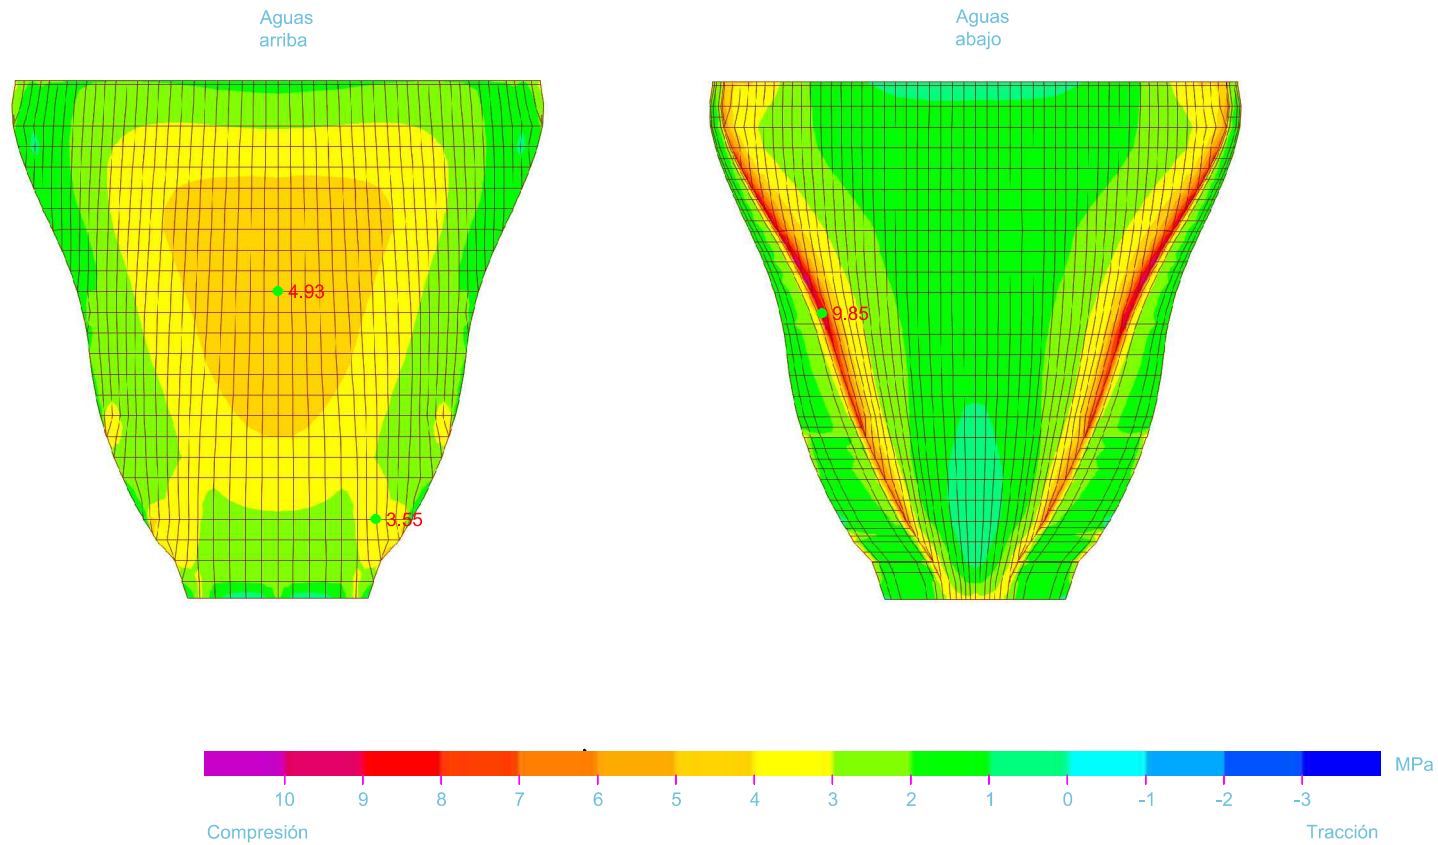 Aguas
arriba
Aguas
abajo
4.93
9.85
3.55
MPa
10 9 8 7 6 5 4 3 2 1 0 -1 -2 -3
Compresión
Tracción